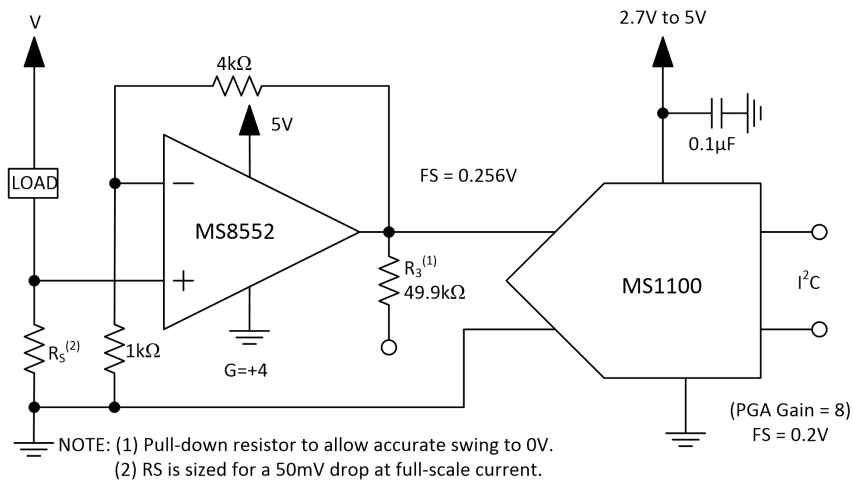 V
2.7V to 5V
4kΩ
5V
0.1µF
LOAD
FS = 0.256V
−
MS8552
+
R3(1)
49.9kΩ
MS1100
I2C
RS(2)
1kΩ
G=+4
(PGA Gain = 8)
FS = 0.2V
NOTE: (1) Pull-down resistor to allow accurate swing to 0V.
(2) RS is sized for a 50mV drop at full-scale current.